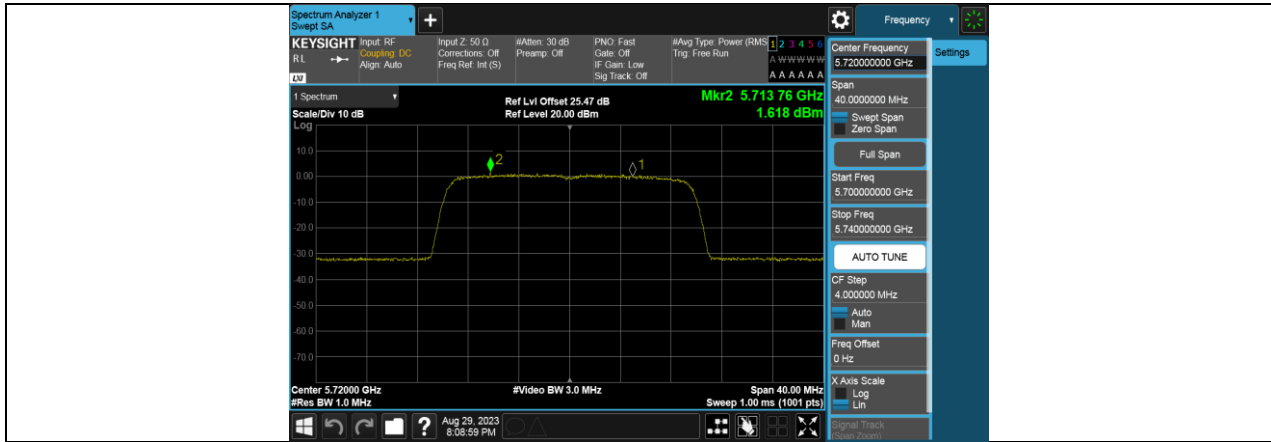 Spectrum Analyzer 1
Swept SA
+
Frequency
KEYSIGHT
RL
LXI
Input: RF
Coupling: DC
Align: Auto
Input Z: 50 Ω
Corrections: Off
Freq Ref: Int (S)
#Atten: 30 dB
Preamp: Off
PNO: Fast
Gate: Off
IF Gain: Low
Sig Track: Off
#Avg Type: Power (RMS
Trig: Free Run
1 2 3 4 5 6
A W W W W W
A A A A A A
1 Spectrum
Scale/Div 10 dB
Ref Lvl Offset 25.47 dB
Ref Level 20.00 dBm
Mkr2 5.713 76 GHz
1.618 dBm
Log
10.0
0.00
-10.0
-20.0
-30.0
-40.0
-50.0
-60.0
-70.0
2
1
Center 5.72000 GHz
#Res BW 1.0 MHz
#Video BW 3.0 MHz
Span 40.00 MHz
Sweep 1.00 ms (1001 pts)
?
Aug 29, 2023
8:08:59 PM
Center Frequency
5.720000000 GHz
Settings
Span
40.0000000 MHz
Swept Span
Zero Span
Full Span
Start Freq
5.700000000 GHz
Stop Freq
5.740000000 GHz
AUTO TUNE
CF Step
4.000000 MHz
Auto
Man
Freq Offset
0 Hz
X Axis Scale
Log
Lin
Signal Track
(Span Zoom)